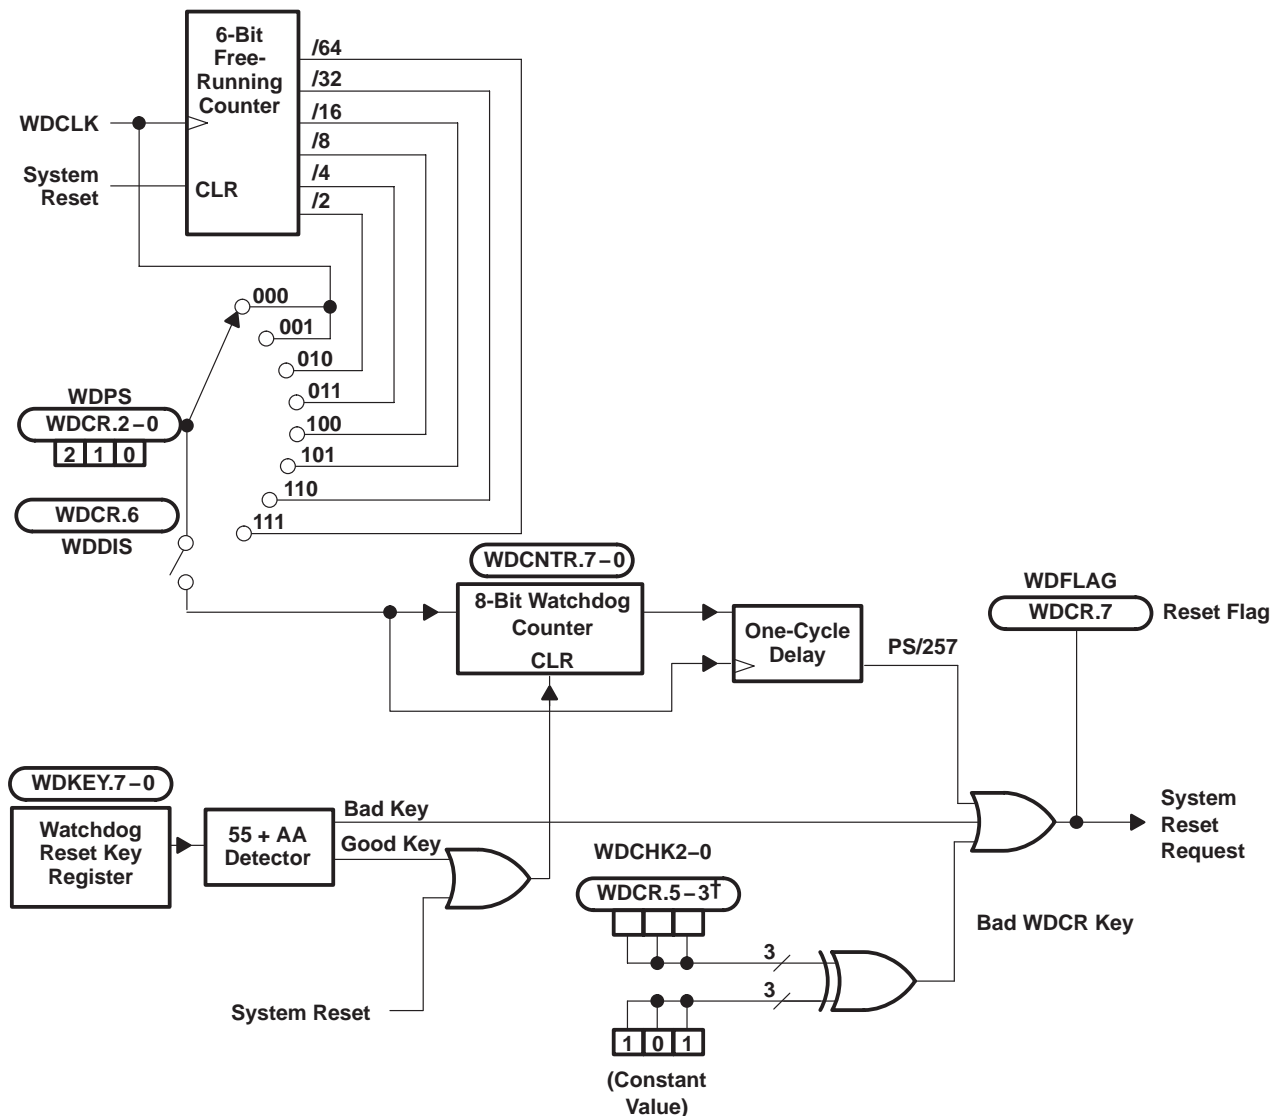 6-Bit
Free-
Running
Counter
/64
/32
/16
/8
/4
/2
WDCLK
System
Reset
CLR
000
001
010
011
100
101
110
111
WDPS
WDCR.2–0
2 1 0
WDCR.6
WDDIS
WDCNTR.7–0
8-Bit Watchdog
Counter
CLR
One-Cycle
Delay
PS/257
WDFLAG
WDCR.7
Reset Flag
WDKEY.7–0
Watchdog
Reset Key
Register
55 + AA
Detector
Bad Key
Good Key
System Reset
WDCHK2–0
WDCR.5–3†
3
3
1 0 1
(Constant
Value)
Bad WDCR Key
System
Reset
Request